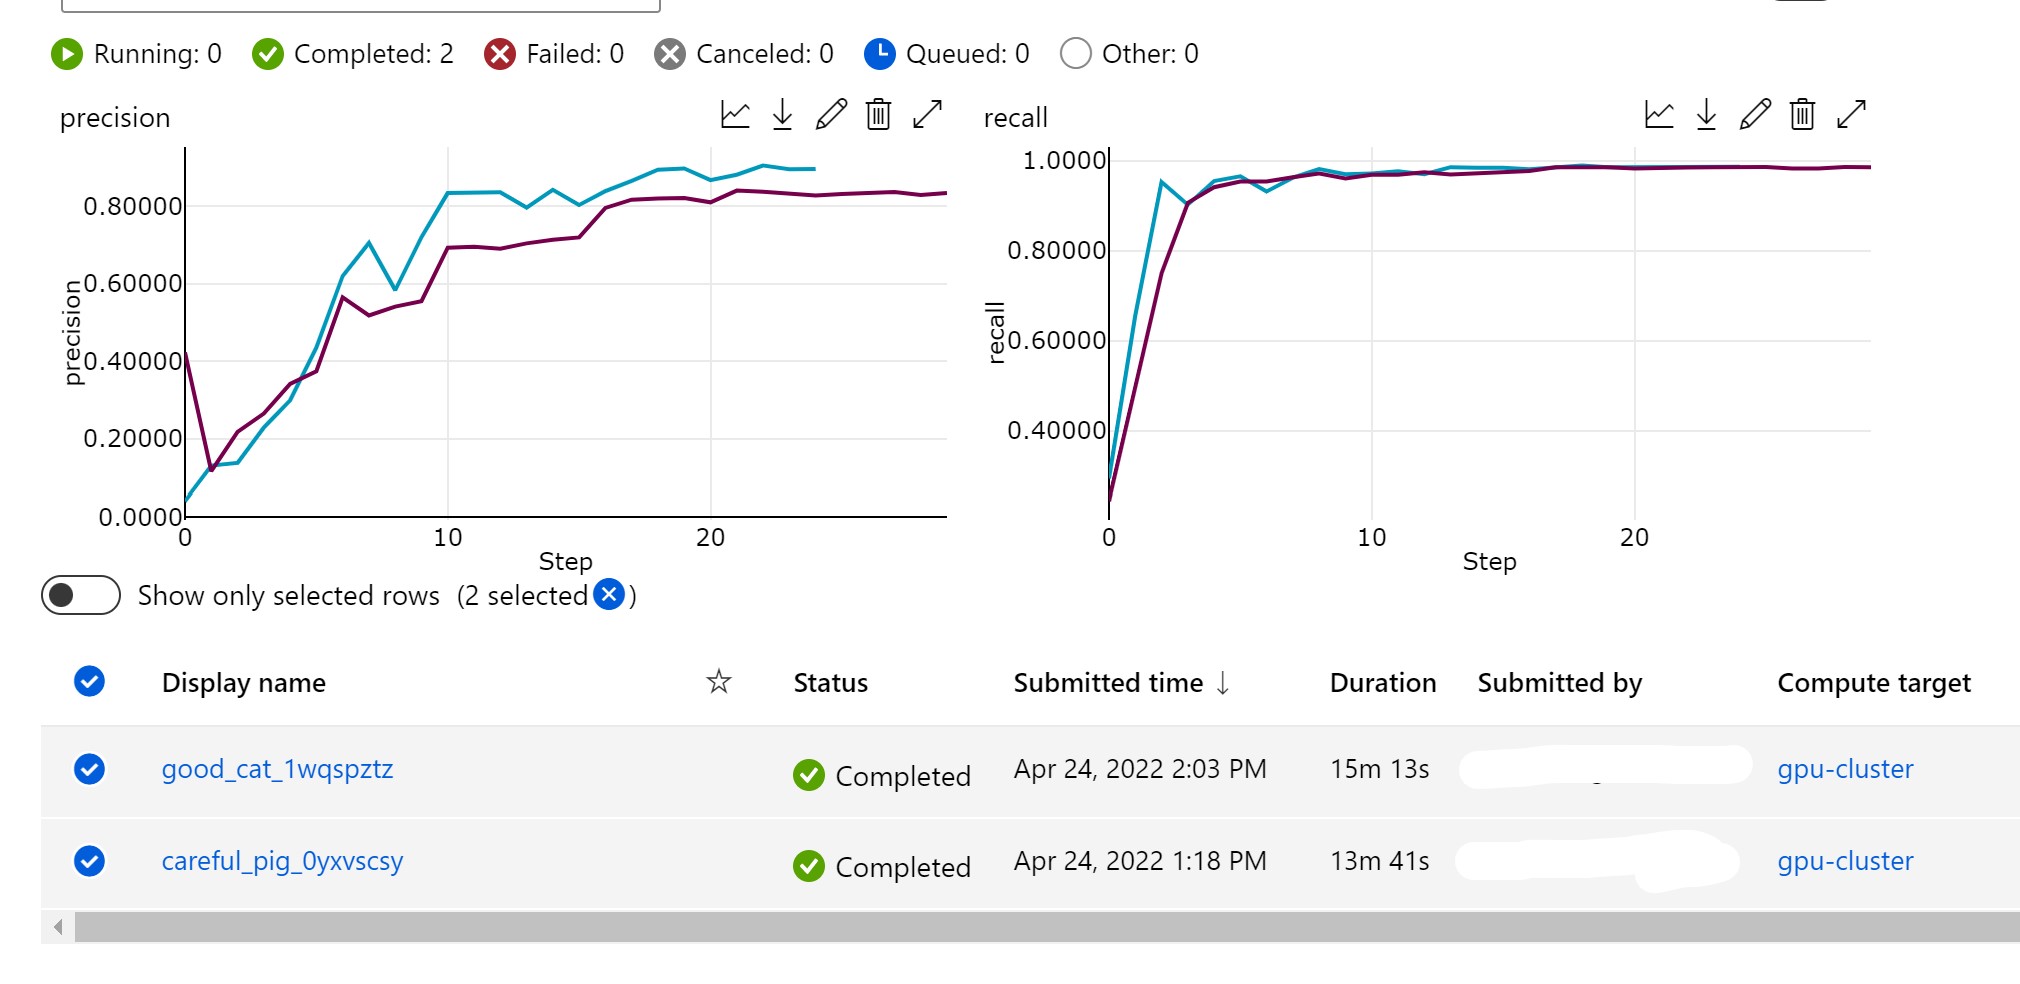 Running: 0 Completed: 2 Failed: 0 Canceled: 0 Queued: 0 Other: 0
precision
0.80000
0.60000
0.40000
0.20000
0.0000
precision
0 10 20
Step
recall
1.0000
0.80000
0.60000
0.40000
recall
0 10 20
Step
Show only selected rows (2 selected )
Display name Status Submitted time ↓ Duration Submitted by Compute target
good_cat_1wqspztz Completed Apr 24, 2022 2:03 PM 15m 13s gpu-cluster
careful_pig_0yxvscsy Completed Apr 24, 2022 1:18 PM 13m 41s gpu-cluster